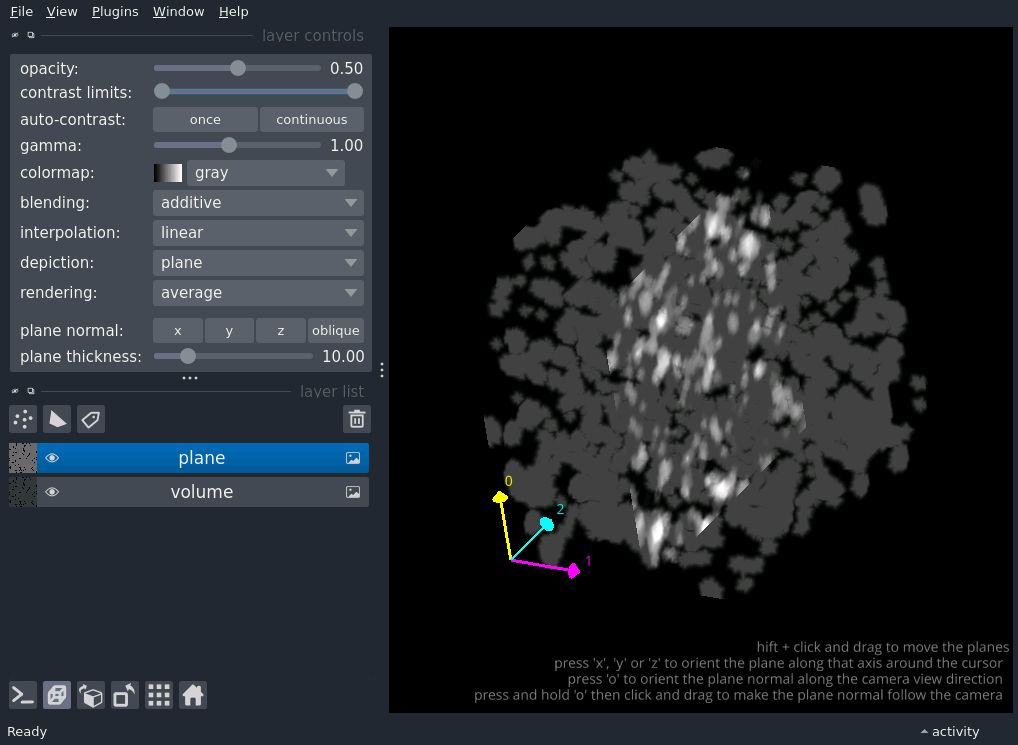 File View Plugins Window Help
layer controls
opacity: 0.50
contrast limits:
auto-contrast: once continuous
gamma: 1.00
colormap: gray
blending: additive
interpolation: linear
depiction: plane
rendering: average
plane normal: x y z oblique
plane thickness: 10.00
layer list
plane
volume
0
2
1
hift + click and drag to move the planes
press 'x', 'y' or 'z' to orient the plane along that axis around the cursor
press 'o' to orient the plane normal along the camera view direction
press and hold 'o' then click and drag to make the plane normal follow the camera
Ready activity